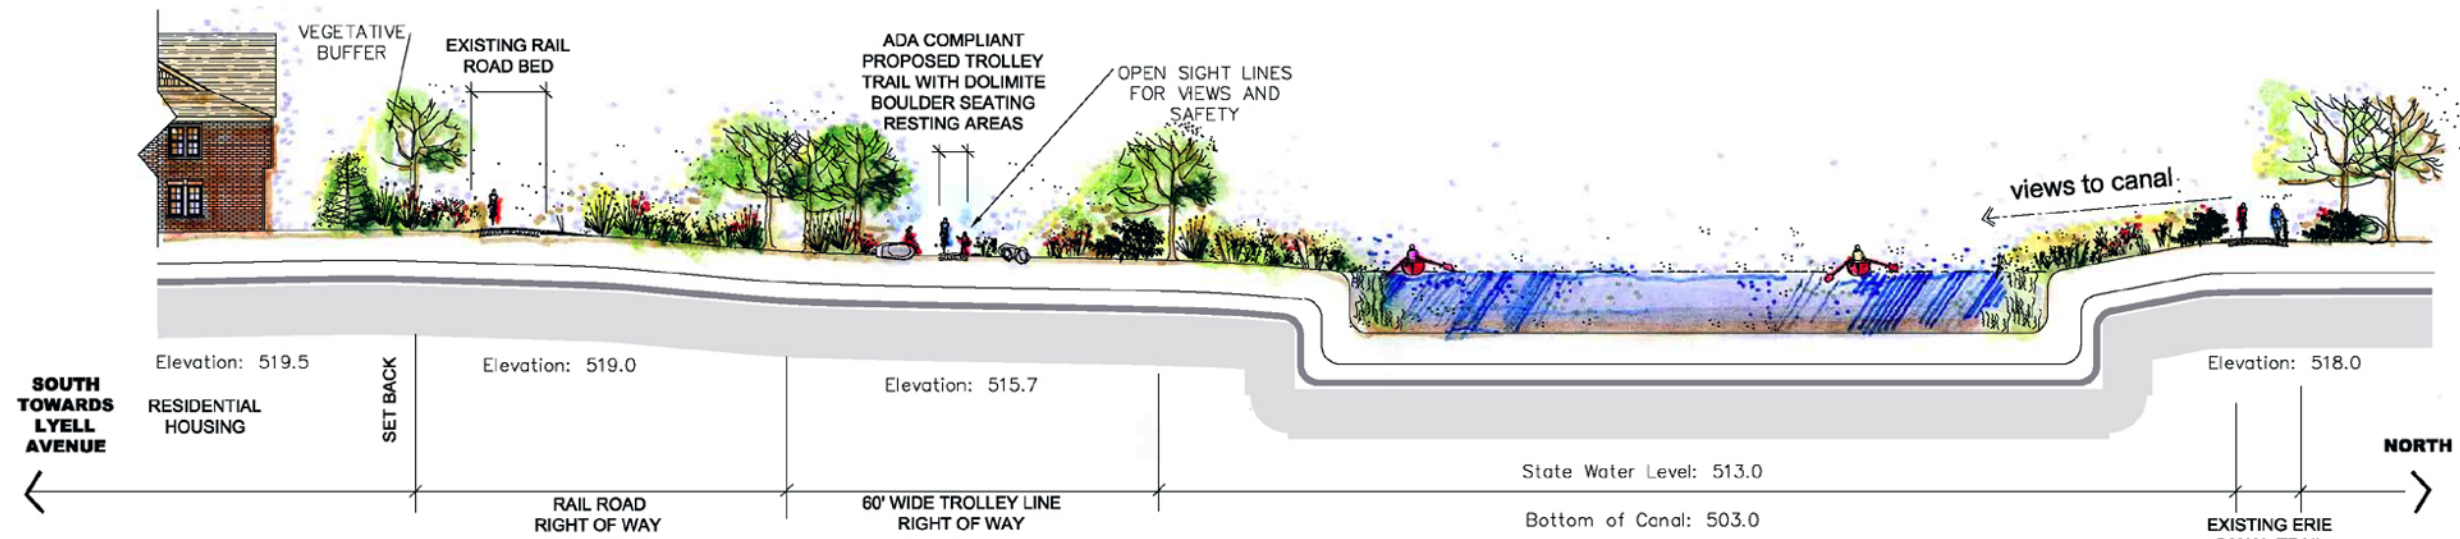 VEGETATIVE
BUFFER
EXISTING RAIL
ROAD BED
ADA COMPLIANT
PROPOSED TROLLEY
TRAIL WITH DOLIMITE
BOULDER SEATING
RESTING AREAS
OPEN SIGHT LINES
FOR VIEWS AND
SAFETY
views to canal
Elevation: 519.5
SET BACK
Elevation: 519.0
Elevation: 515.7
Elevation: 518.0
SOUTH
TOWARDS
LYELL
AVENUE
RESIDENTIAL
HOUSING
NORTH
State Water Level: 513.0
RAIL ROAD
RIGHT OF WAY
60' WIDE TROLLEY LINE
RIGHT OF WAY
Bottom of Canal: 503.0
EXISTING ERIE